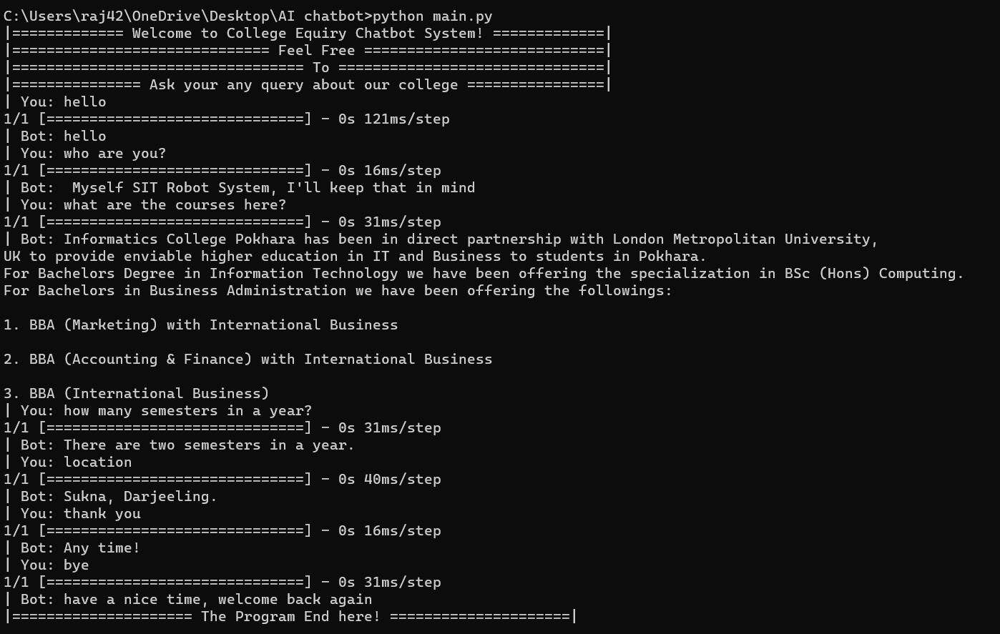 C:\Users\raj42\OneDrive\Desktop\AI chatbot>python main.py
|============= Welcome to College Equiry Chatbot System! =============|
|============================== Feel Free ============================|
|================================== To ===============================|
|=============== Ask your any query about our college ================|
| You: hello
1/1 [==============================] - 0s 121ms/step
| Bot: hello
| You: who are you?
1/1 [==============================] - 0s 16ms/step
| Bot:  Myself SIT Robot System, I'll keep that in mind
| You: what are the courses here?
1/1 [==============================] - 0s 31ms/step
| Bot: Informatics College Pokhara has been in direct partnership with London Metropolitan University,
UK to provide enviable higher education in IT and Business to students in Pokhara.
For Bachelors Degree in Information Technology we have been offering the specialization in BSc (Hons) Computing.
For Bachelors in Business Administration we have been offering the followings:
1. BBA (Marketing) with International Business
2. BBA (Accounting & Finance) with International Business
3. BBA (International Business)
| You: how many semesters in a year?
1/1 [==============================] - 0s 31ms/step
| Bot: There are two semesters in a year.
| You: location
1/1 [==============================] - 0s 40ms/step
| Bot: Sukna, Darjeeling.
| You: thank you
1/1 [==============================] - 0s 16ms/step
| Bot: Any time!
| You: bye
1/1 [==============================] - 0s 31ms/step
| Bot: have a nice time, welcome back again
|===================== The Program End here! =====================|